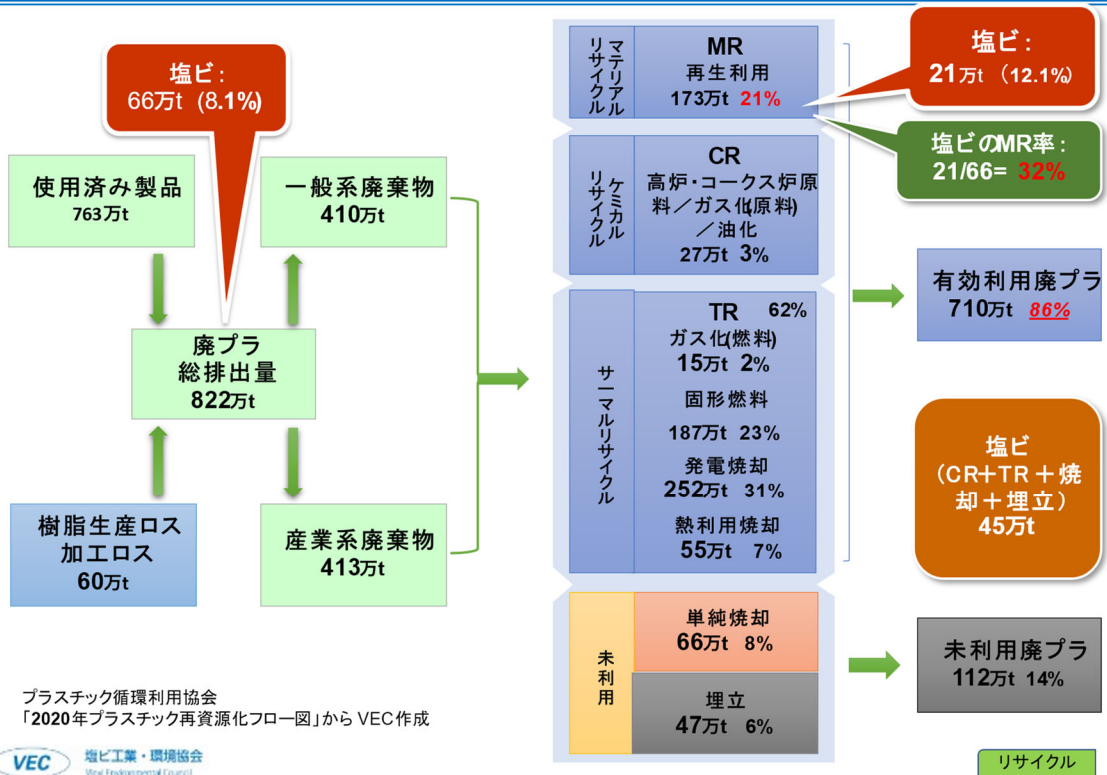 塩ビ：
66万t (8.1%)
使用済み製品
763万t
一般系廃棄物
410万t
廃プラ
総排出量
822万t
樹脂生産ロス
加工ロス
60万t
産業系廃棄物
413万t
マテリアル
リサイクル
MR
再生利用
173万t 21%
ケミカル
リサイクル
CR
高炉・コークス炉原
料／ガス化(原料)
／油化
27万t 3%
サーマルリサイクル
TR 62%
ガス化(燃料)
15万t 2%
固形燃料
187万t 23%
発電焼却
252万t 31%
熱利用焼却
55万t 7%
未利用
単純焼却
66万t 8%
埋立
47万t 6%
塩ビ：
21万t （12.1%)
塩ビのMR率：
21/66= 32%
有効利用廃プラ
710万t 86%
塩ビ
（CR+TR＋焼
却＋埋立）
45万t
未利用廃プラ
112万t 14%
プラスチック循環利用協会
「2020年プラスチック再資源化フロー図」から VEC作成
VEC
塩ビ工業・環境協会
Vinyl Environmental Council
リサイクル